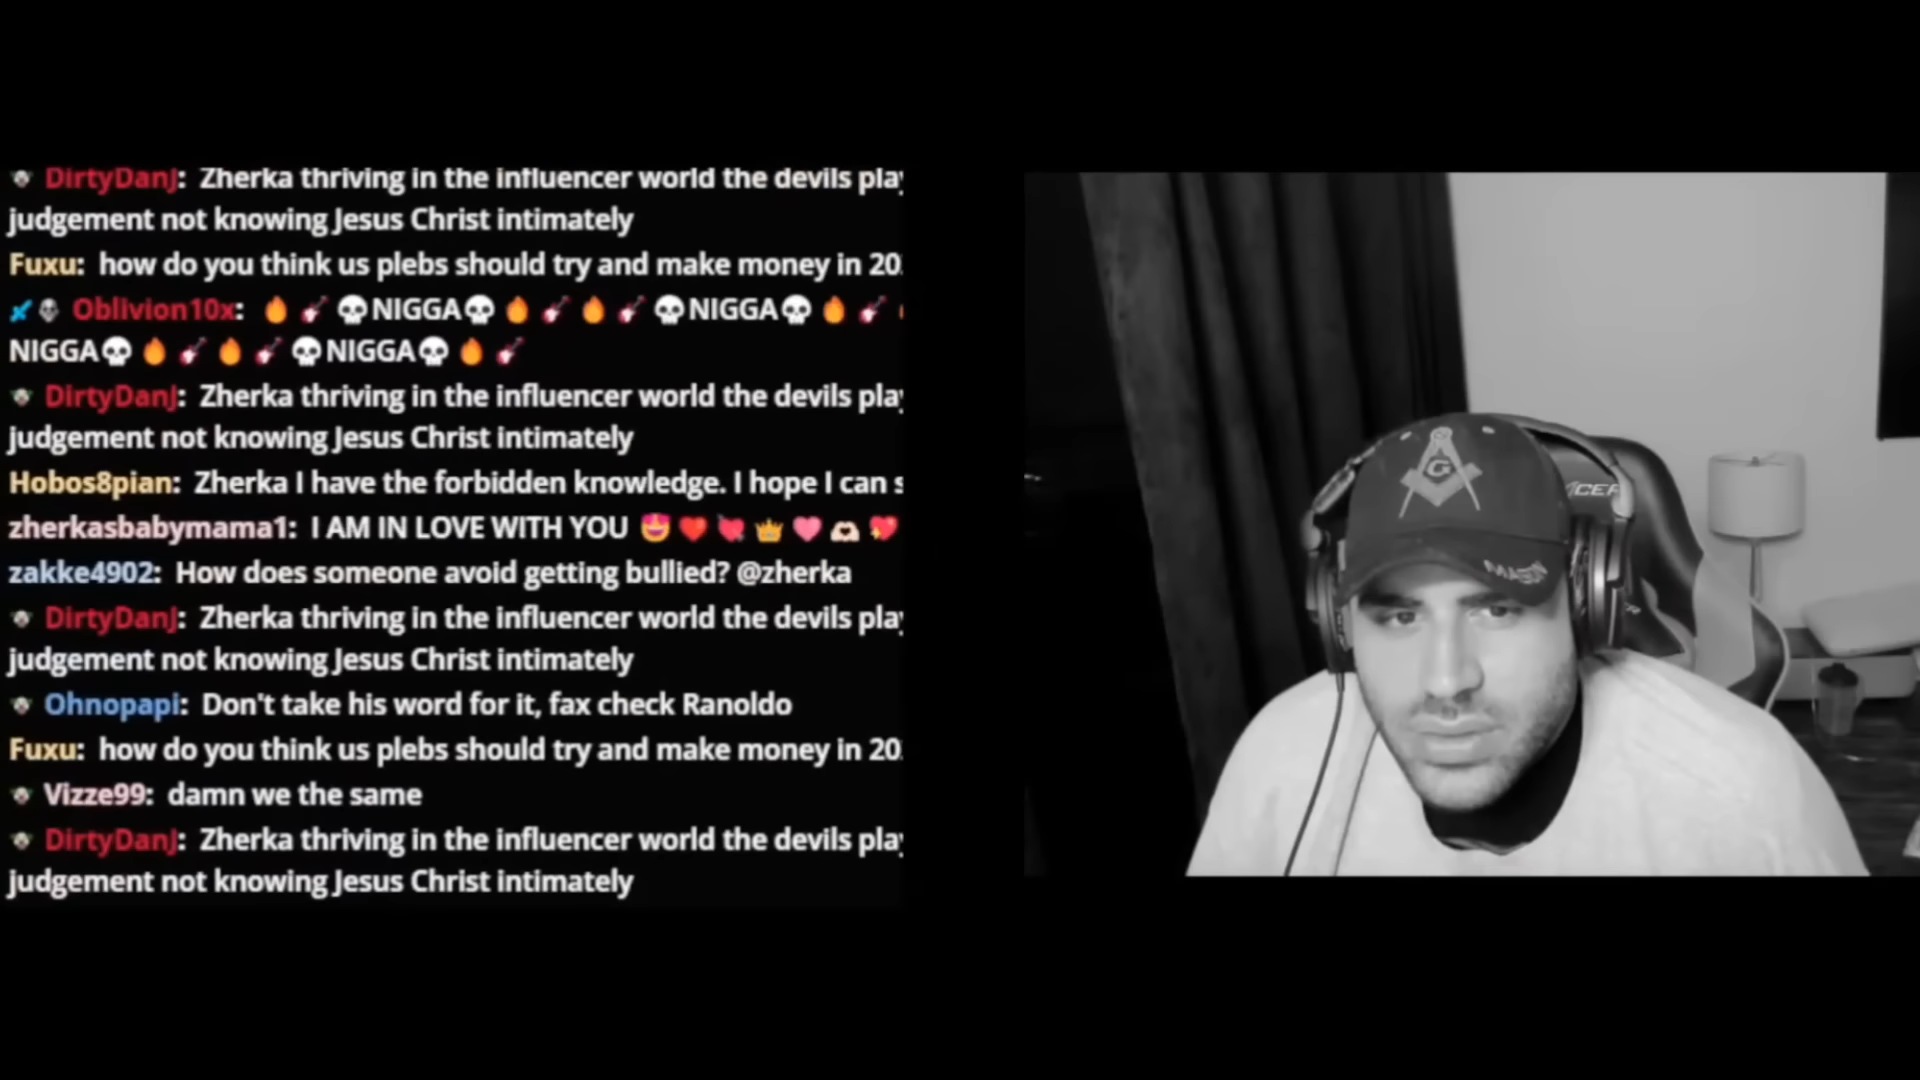 DirtyDanJ: Zherka thriving in the influencer world the devils
judgement not knowing Jesus Christ intimately
Fuxu: how do you think us plebs should try and make money in
Oblivion10x: 🔥🎸💀NIGGA💀🔥🎸🔥🎸💀NIGGA💀🔥🎸
NIGGA💀🔥🎸🔥🎸💀NIGGA💀🔥🎸
DirtyDanJ: Zherka thriving in the influencer world the devils
judgement not knowing Jesus Christ intimately
Hobos8pian: Zherka I have the forbidden knowledge. I hope I can
zherkasbabymama1: I AM IN LOVE WITH YOU 😍❤️💘👑🩷🫶🏻💖
zakke4902: How does someone avoid getting bullied? @zherka
DirtyDanJ: Zherka thriving in the influencer world the devils
judgement not knowing Jesus Christ intimately
Ohnopapi: Don't take his word for it, fax check Ranoldo
Fuxu: how do you think us plebs should try and make money in
Vizze99: damn we the same
DirtyDanJ: Zherka thriving in the influencer world the devils
judgement not knowing Jesus Christ intimately
G